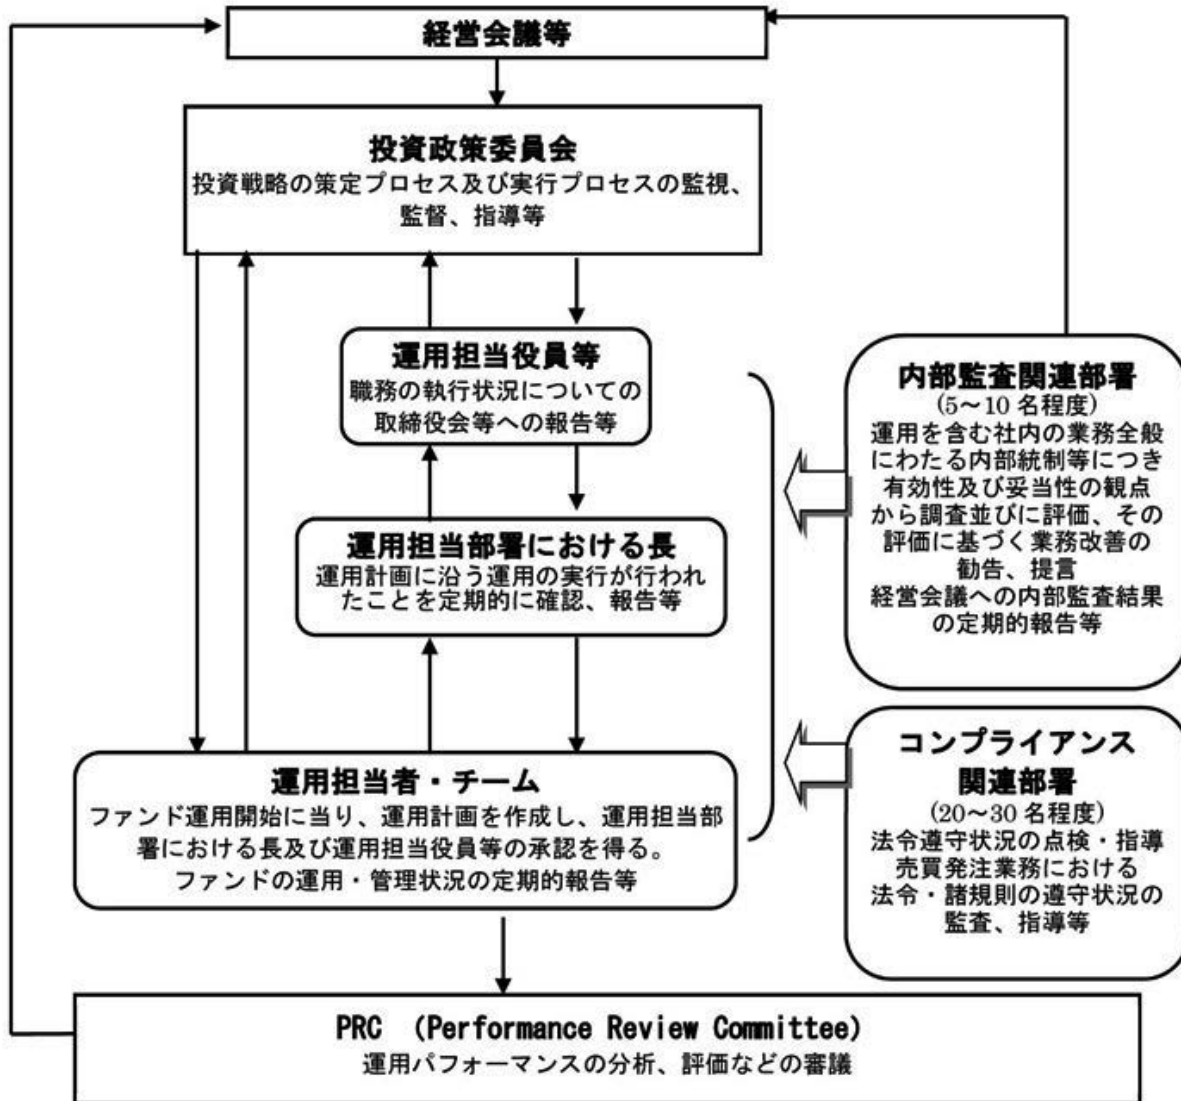 経営会議等
投資政策委員会
投資戦略の策定プロセス及び実行プロセスの監視、
監督、指導等
運用担当役員等
職務の執行状況についての
取締役会等への報告等
運用担当部署における長
運用計画に沿う運用の実行が行われ
たことを定期的に確認、報告等
運用担当者・チーム
ファンド運用開始に当り、運用計画を作成し、運用担当部
署における長及び運用担当役員等の承認を得る。
ファンドの運用・管理状況の定期的報告等
内部監査関連部署
(5～10 名程度)
運用を含む社内の業務全般
にわたる内部統制等につき
有効性及び妥当性の観点
から調査並びに評価、その
評価に基づく業務改善の
勧告、提言
経営会議への内部監査結果
の定期的報告等
コンプライアンス
関連部署
(20～30 名程度)
法令遵守状況の点検・指導
売買発注業務における
法令・諸規則の遵守状況の
監査、指導等
PRC （Performance Review Committee）
運用パフォーマンスの分析、評価などの審議